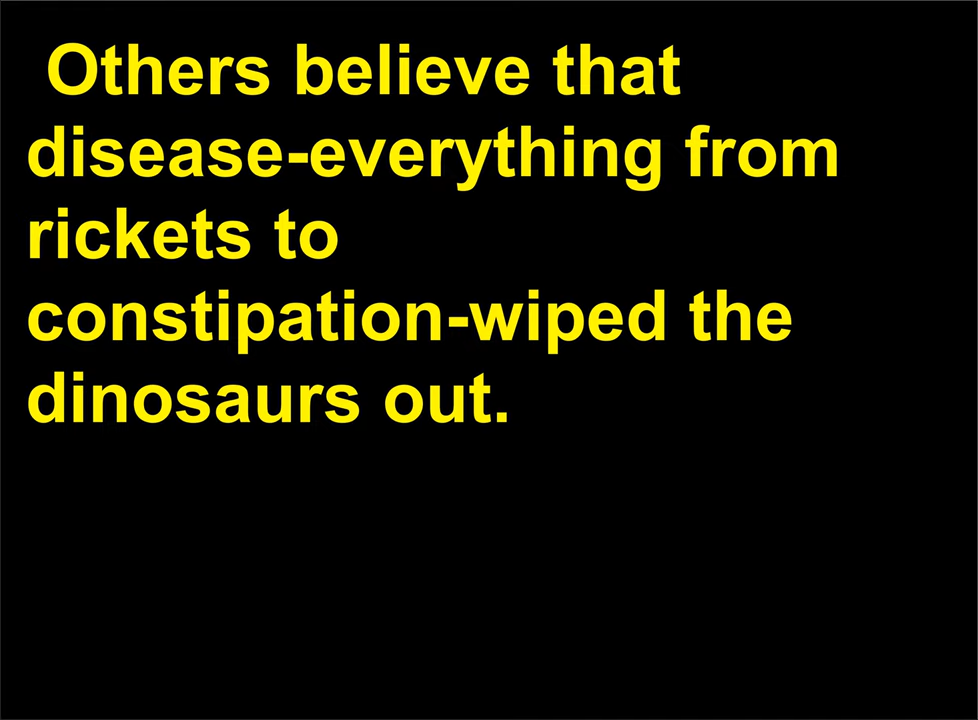 Others believe that
disease-everything from
rickets to
constipation-wiped the
dinosaurs out.